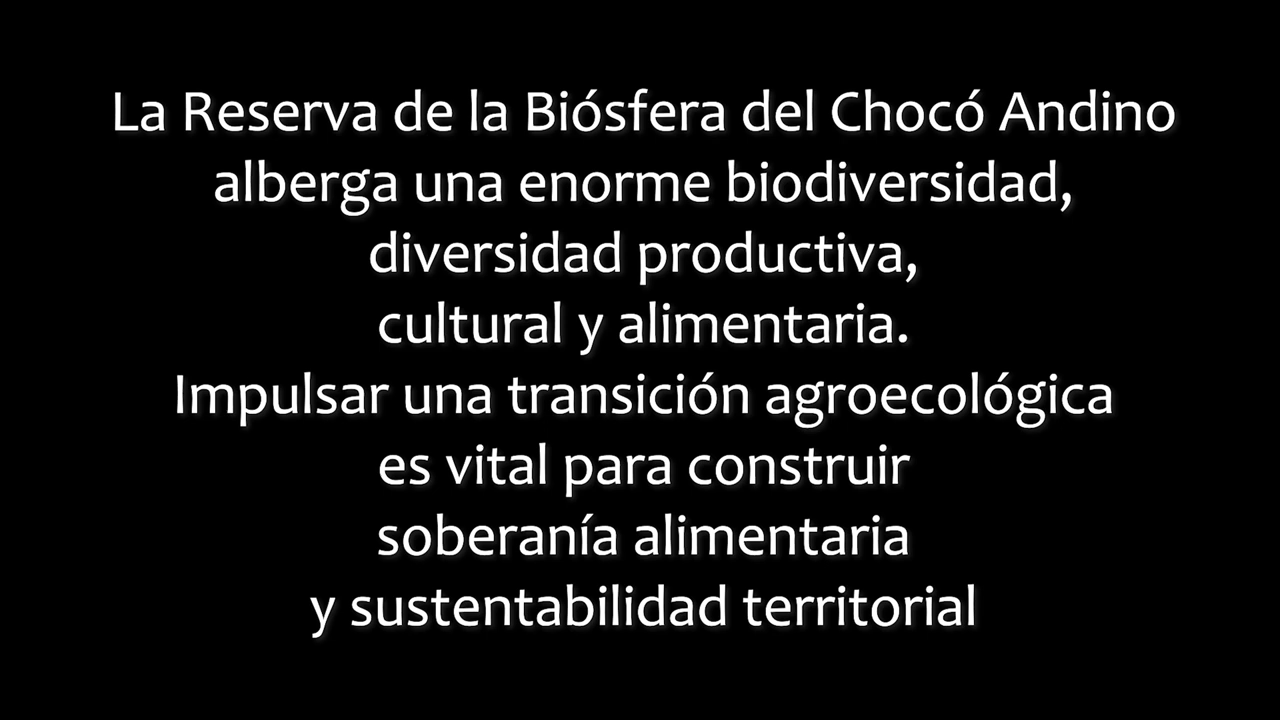 La Reserva de la Biósfera del Chocó Andino
alberga una enorme biodiversidad,
diversidad productiva,
cultural y alimentaria.
Impulsar una transición agroecológica
es vital para construir
soberanía alimentaria
y sustentabilidad territorial